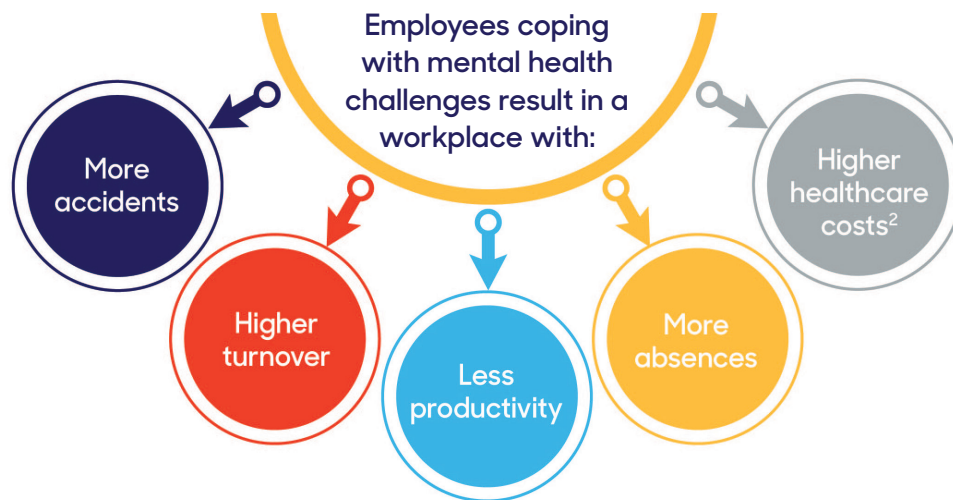 Employees coping
with mental health
challenges result in a
workplace with:
More
accidents
Higher
turnover
Less
productivity
More
absences
Higher
healthcare
costs²